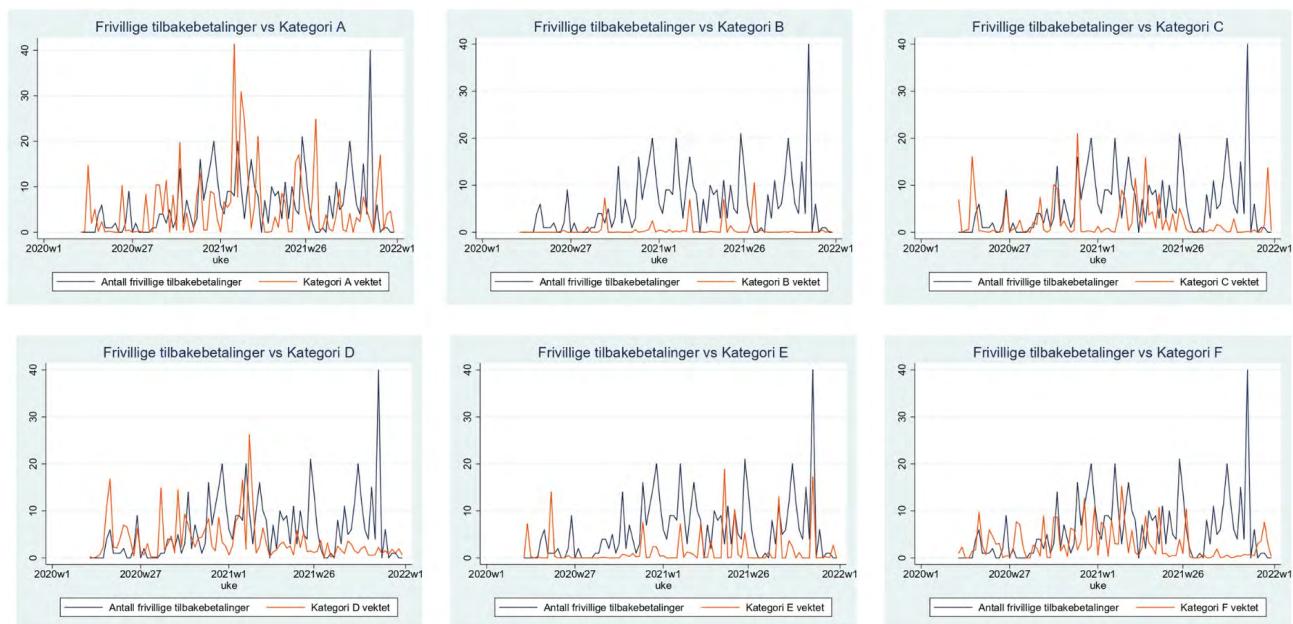 Frivillige tilbakebetalinger vs Kategori A
40
30
20
10
0
2020w1 2020w27 2021w1 2021w26 2022w1
uke
Antall frivillige tilbakebetalinger Kategori A vektet
Frivillige tilbakebetalinger vs Kategori B
40
30
20
10
0
2020w1 2020w27 2021w1 2021w26 2022w1
uke
Antall frivillige tilbakebetalinger Kategori B vektet
Frivillige tilbakebetalinger vs Kategori C
40
30
20
10
0
2020w1 2020w27 2021w1 2021w26 2022w1
uke
Antall frivillige tilbakebetalinger Kategori C vektet
Frivillige tilbakebetalinger vs Kategori D
40
30
20
10
0
2020w1 2020w27 2021w1 2021w26 2022w1
uke
Antall frivillige tilbakebetalinger Kategori D vektet
Frivillige tilbakebetalinger vs Kategori E
40
30
20
10
0
2020w1 2020w27 2021w1 2021w26 2022w1
uke
Antall frivillige tilbakebetalinger Kategori E vektet
Frivillige tilbakebetalinger vs Kategori F
40
30
20
10
0
2020w1 2020w27 2021w1 2021w26 2022w1
uke
Antall frivillige tilbakebetalinger Kategori F vektet